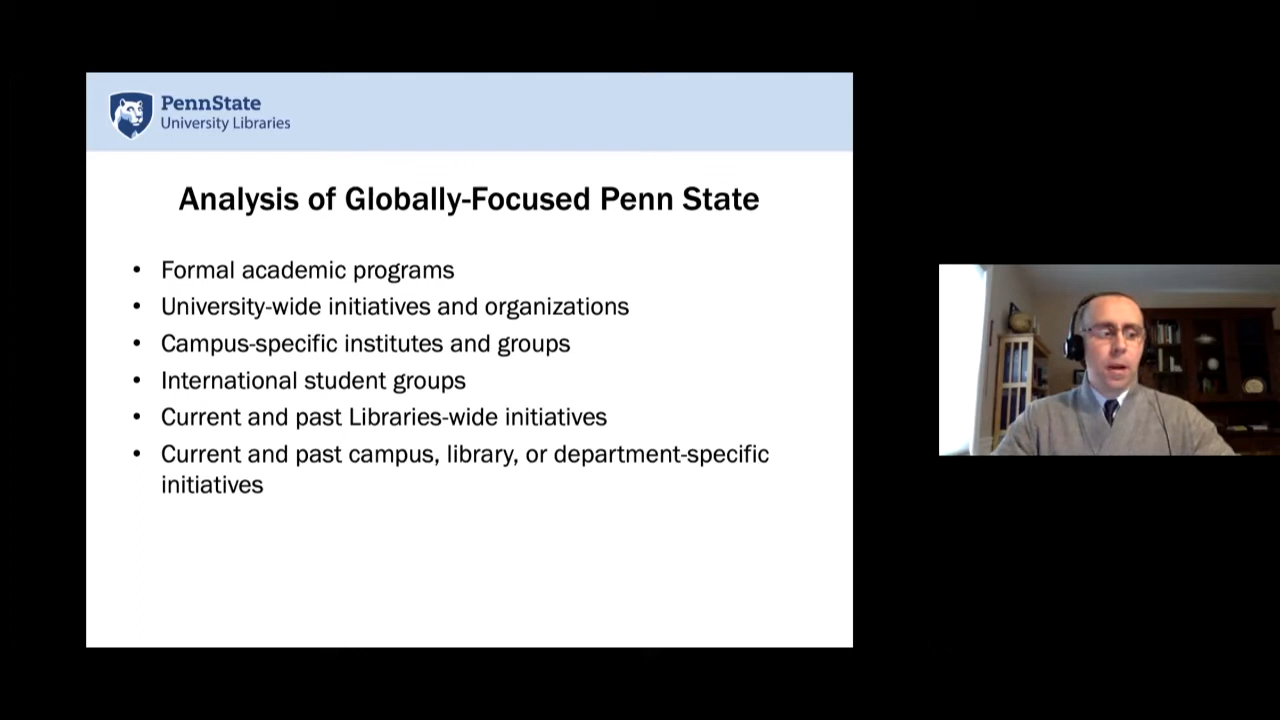 PennState
University Libraries
Analysis of Globally-Focused Penn State
• Formal academic programs
• University-wide initiatives and organizations
• Campus-specific institutes and groups
• International student groups
• Current and past Libraries-wide initiatives
• Current and past campus, library, or department-specific
initiatives